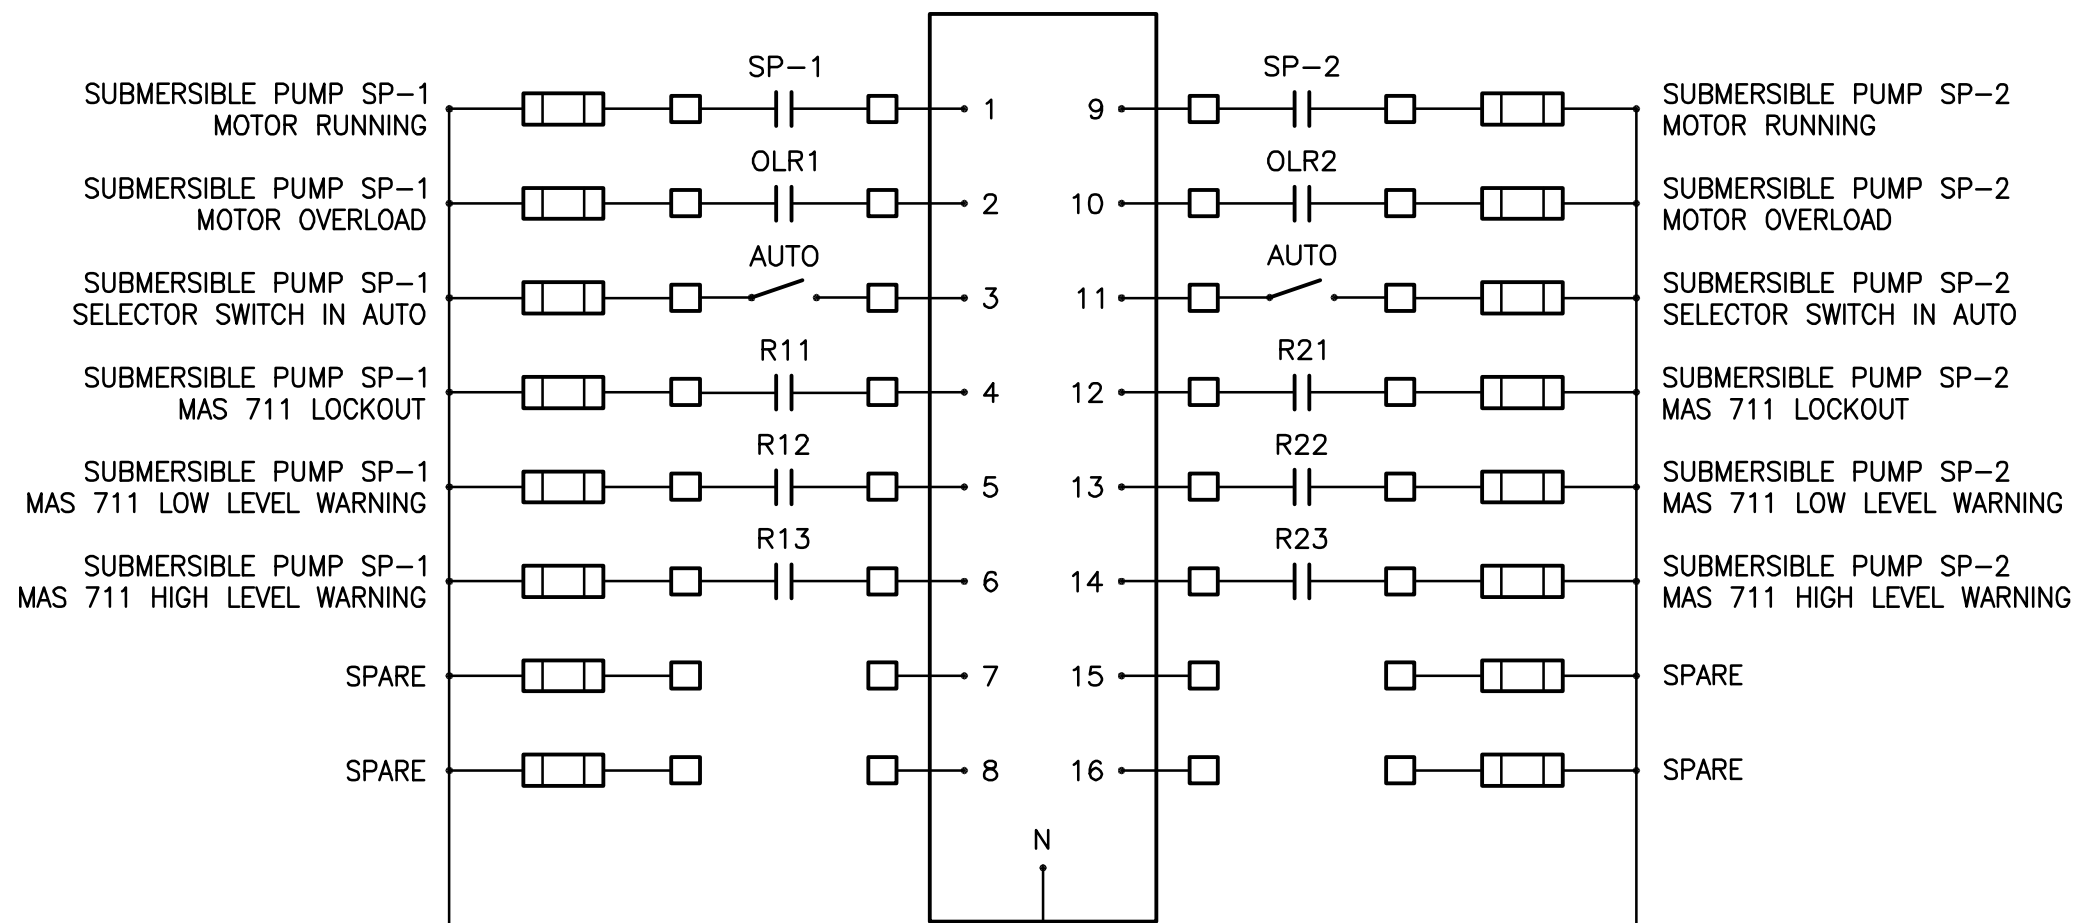 SP-1
SP-2
SUBMERSIBLE PUMP SP-1
MOTOR RUNNING
1
9
SUBMERSIBLE PUMP SP-2
MOTOR RUNNING
OLR1
OLR2
SUBMERSIBLE PUMP SP-1
MOTOR OVERLOAD
2
10
SUBMERSIBLE PUMP SP-2
MOTOR OVERLOAD
AUTO
AUTO
SUBMERSIBLE PUMP SP-1
SELECTOR SWITCH IN AUTO
3
11
SUBMERSIBLE PUMP SP-2
SELECTOR SWITCH IN AUTO
R11
R21
SUBMERSIBLE PUMP SP-1
MAS 711 LOCKOUT
4
12
SUBMERSIBLE PUMP SP-2
MAS 711 LOCKOUT
R12
R22
SUBMERSIBLE PUMP SP-1
MAS 711 LOW LEVEL WARNING
5
13
SUBMERSIBLE PUMP SP-2
MAS 711 LOW LEVEL WARNING
R13
R23
SUBMERSIBLE PUMP SP-1
MAS 711 HIGH LEVEL WARNING
6
14
SUBMERSIBLE PUMP SP-2
MAS 711 HIGH LEVEL WARNING
SPARE
7
15
SPARE
SPARE
8
16
SPARE
N